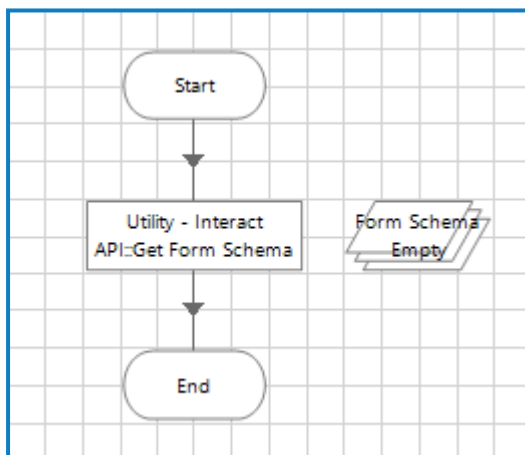 Start
Utility - Interact
API::Get Form Schema
Form Schema
Empty
End